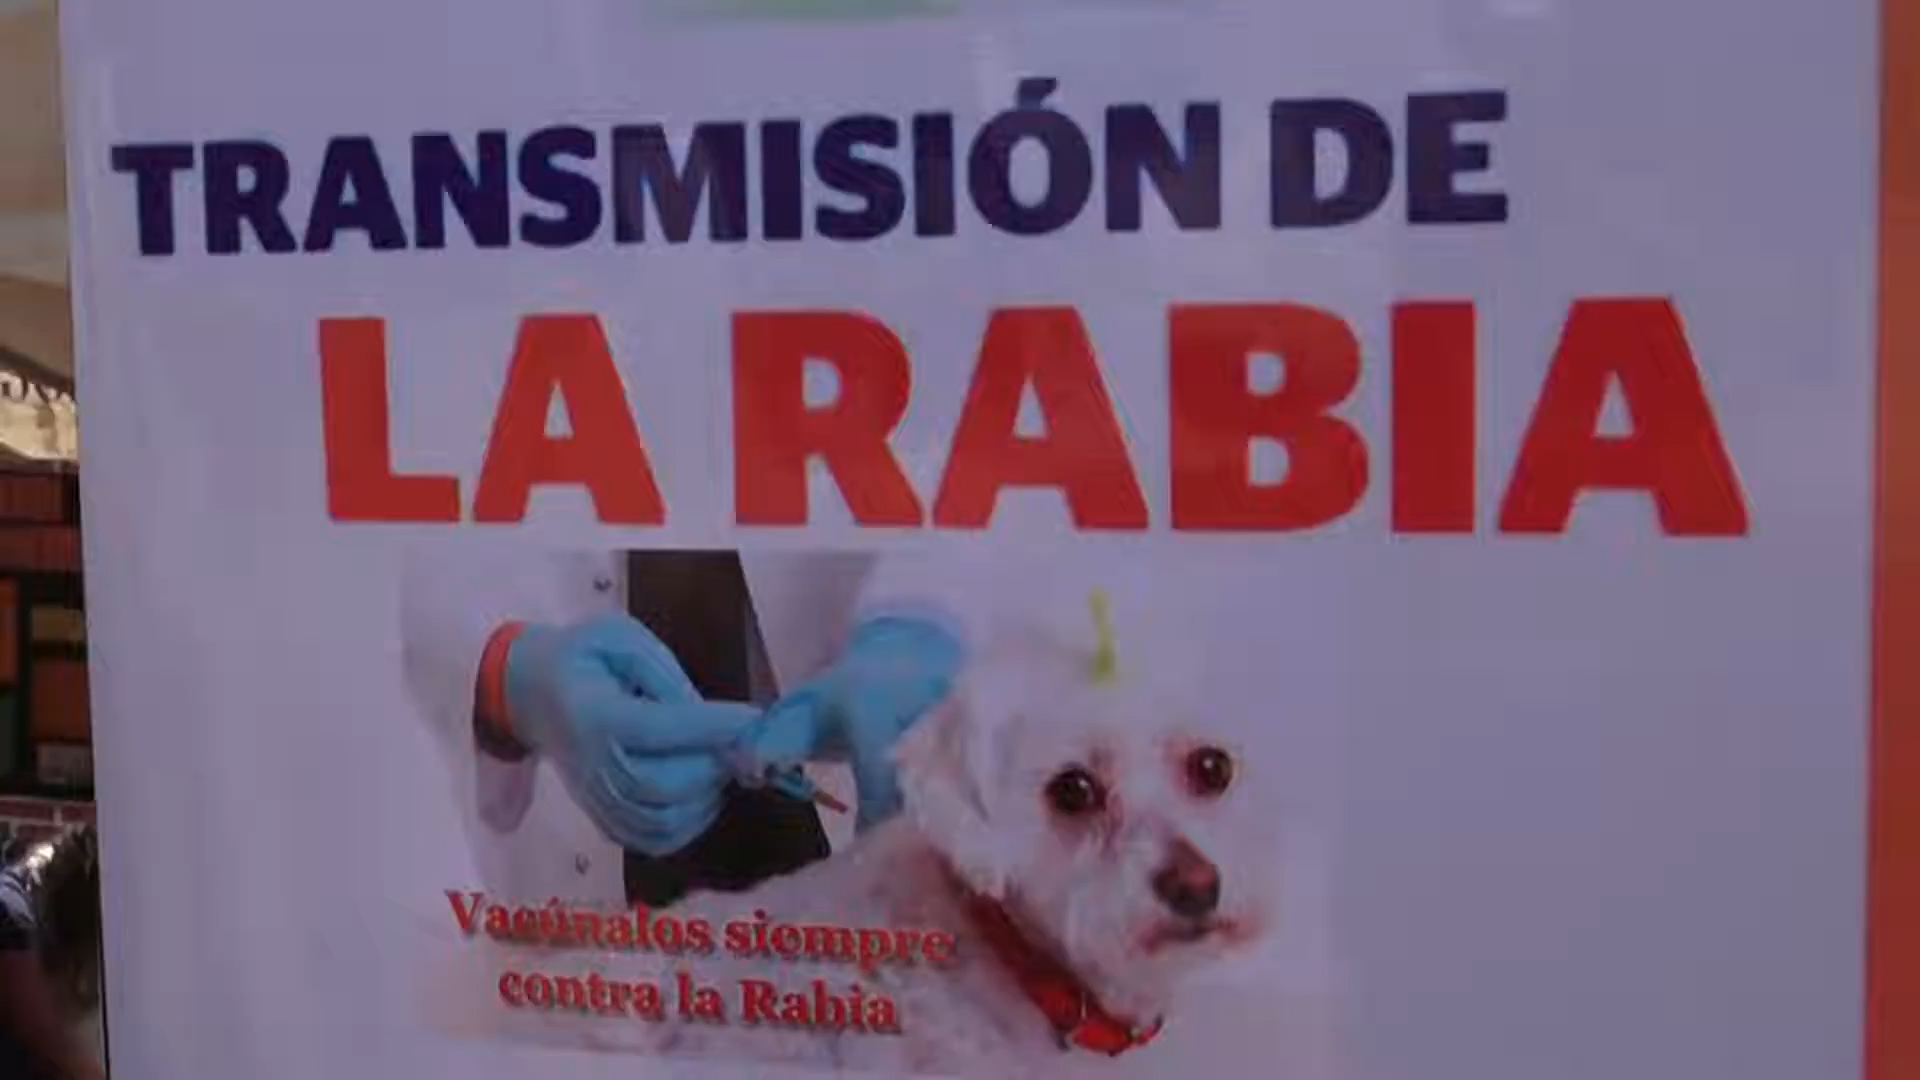 TRANSMISIÓN DE
LA RABIA
Vacúnalos siempre
contra la Rabia